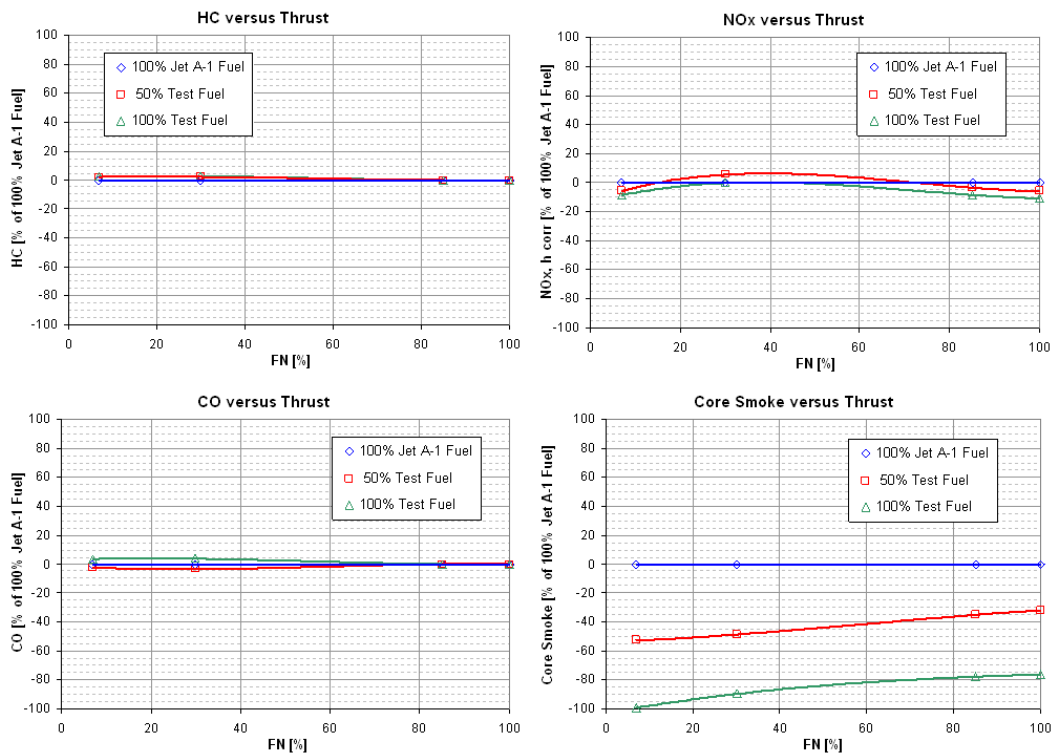 HC versus Thrust
HC [% of 100% Jet A-1 Fuel]
100
80
60
40
20
0
-20
-40
-60
-80
-100
100% Jet A-1 Fuel
50% Test Fuel
100% Test Fuel
0 20 40 60 80 100
FN [%]
NOx versus Thrust
NOx, h corr [% of 100% Jet A-1 Fuel]
100
80
60
40
20
0
-20
-40
-60
-80
-100
100% Jet A-1 Fuel
50% Test Fuel
100% Test Fuel
0 20 40 60 80 100
FN [%]
CO versus Thrust
CO [% of 100% Jet A-1 Fuel]
100
80
60
40
20
0
-20
-40
-60
-80
-100
100% Jet A-1 Fuel
50% Test Fuel
100% Test Fuel
0 20 40 60 80 100
FN [%]
Core Smoke versus Thrust
Core Smoke [% of 100% Jet A-1 Fuel]
100
80
60
40
20
0
-20
-40
-60
-80
-100
100% Jet A-1 Fuel
50% Test Fuel
100% Test Fuel
0 20 40 60 80 100
FN [%]